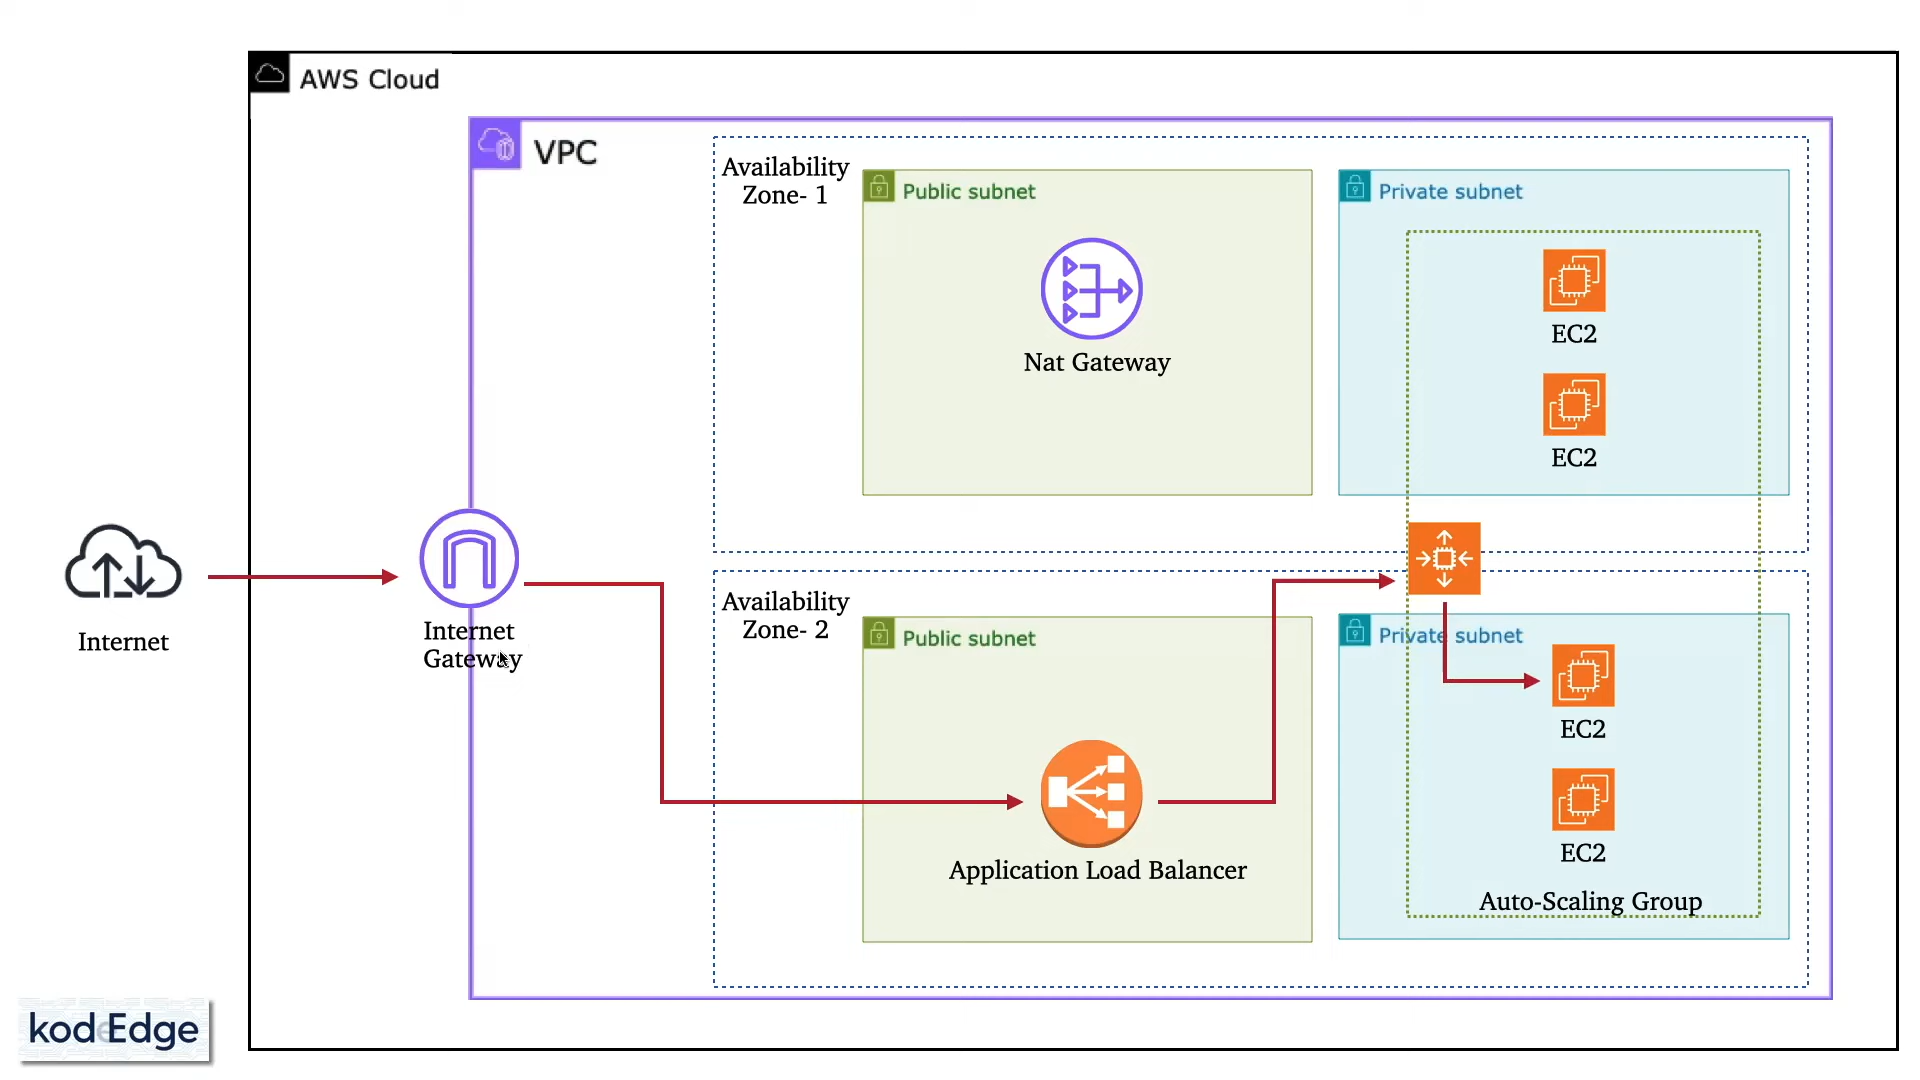 AWS Cloud
VPC
Availability
Zone- 1
Public subnet
Nat Gateway
Private subnet
EC2
EC2
Internet
Internet
Gateway
Availability
Zone- 2
Public subnet
Application Load Balancer
Private subnet
EC2
EC2
Auto-Scaling Group
kodeEdge